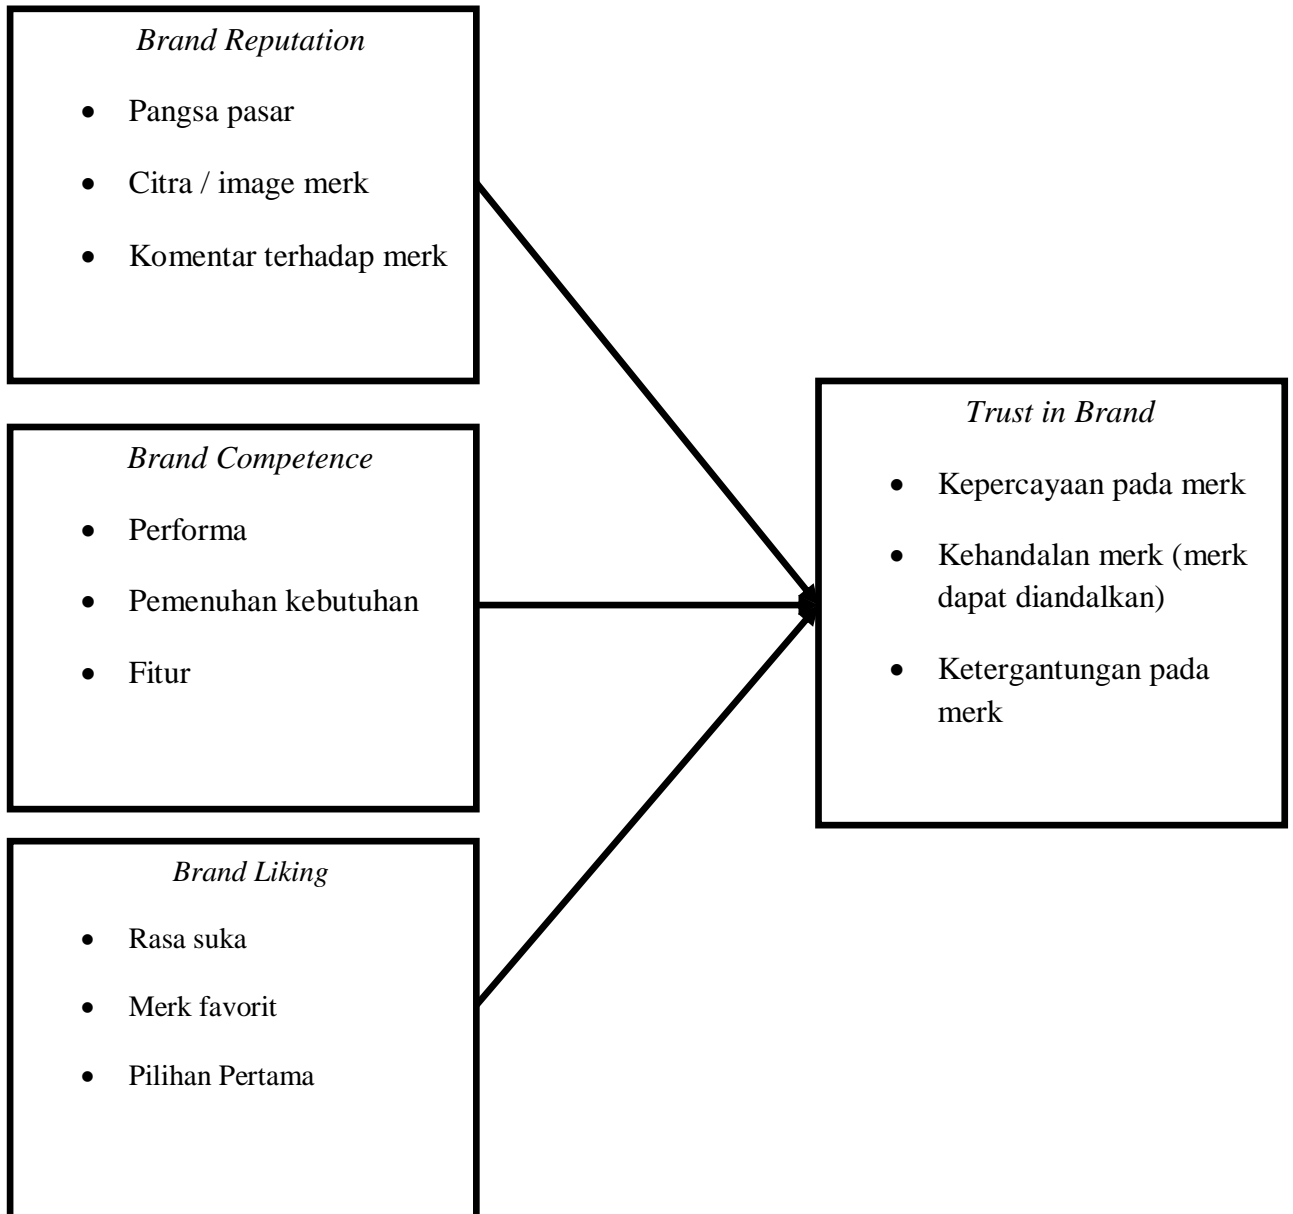 Brand Reputation
• Pangsa pasar
• Citra / image merk
• Komentar terhadap merk
Brand Competence
• Performa
• Pemenuhan kebutuhan
• Fitur
Brand Liking
• Rasa suka
• Merk favorit
• Pilihan Pertama
Trust in Brand
• Kepercayaan pada merk
• Kehandalan merk (merk
dapat diandalkan)
• Ketergantungan pada
merk